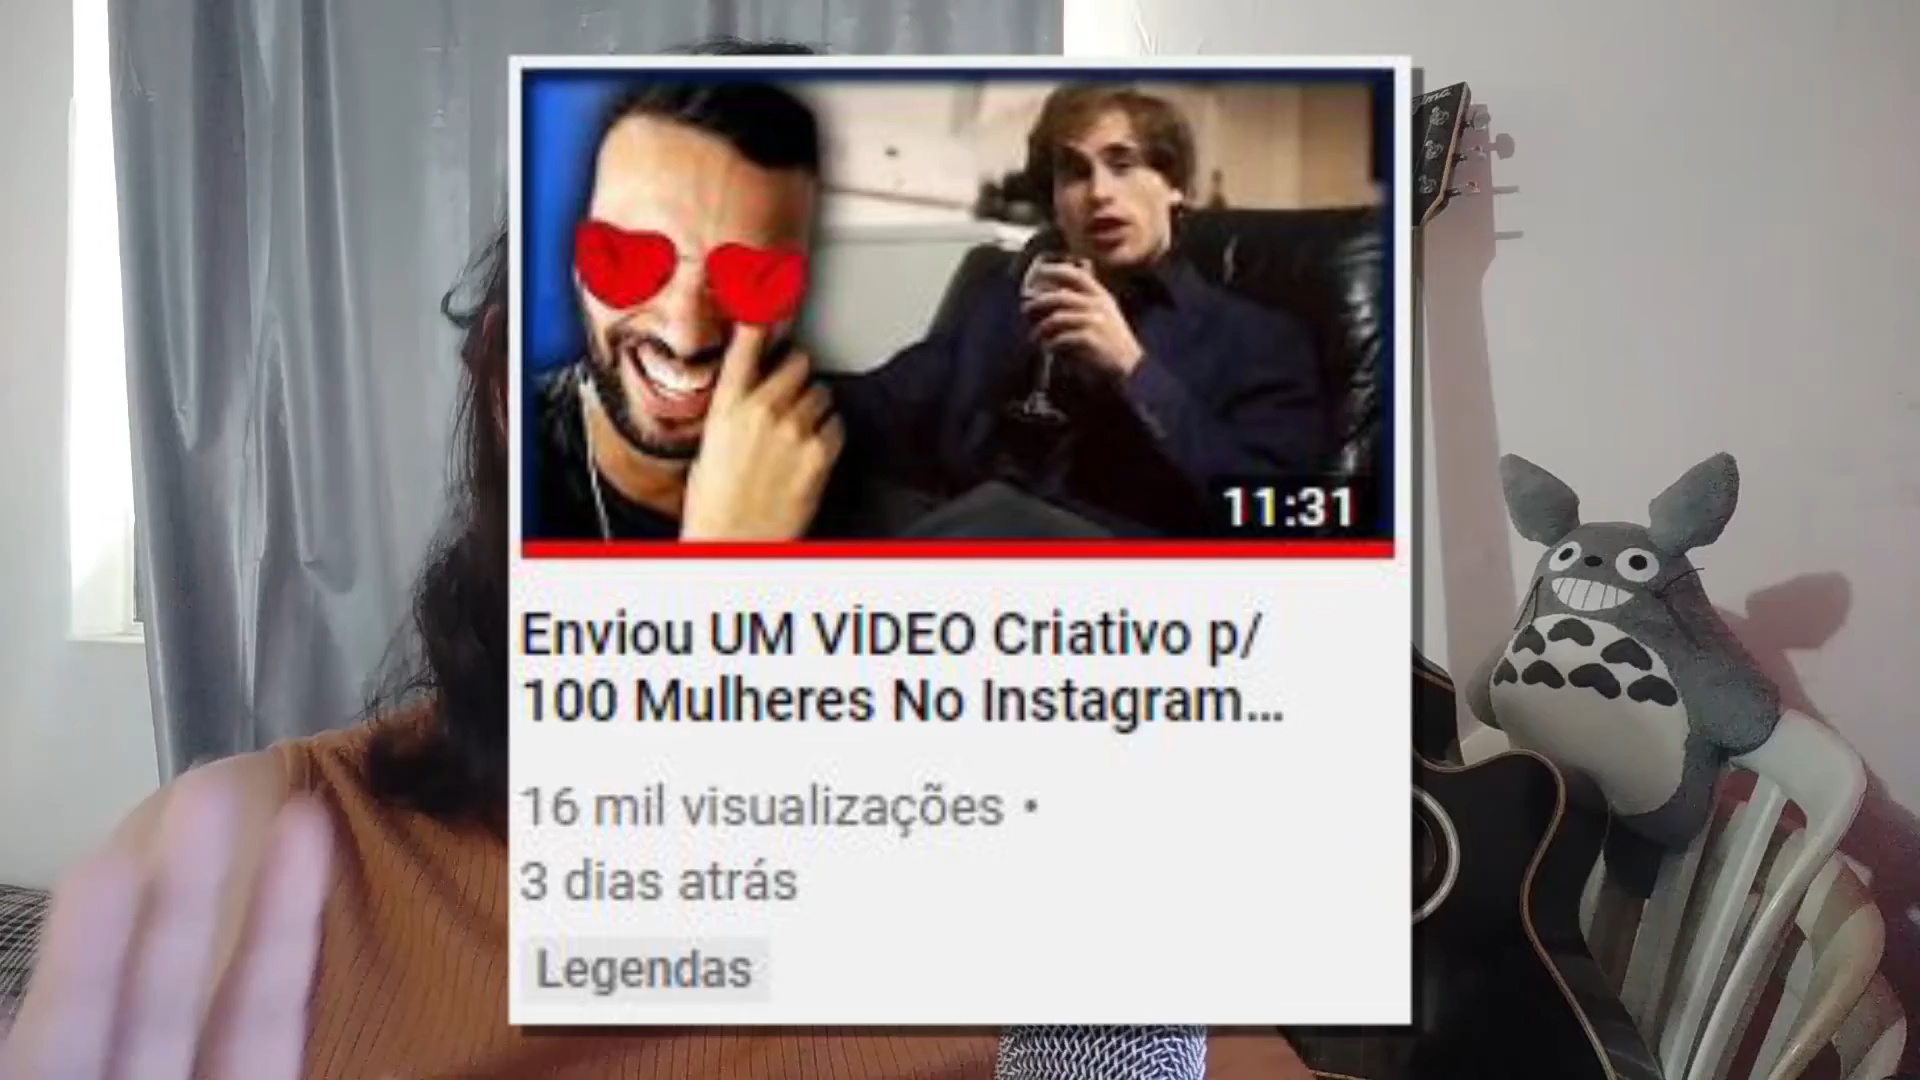 11:31
Enviou UM VÍDEO Criativo p/
100 Mulheres No Instagram...
16 mil visualizações •
3 dias atrás
Legendas